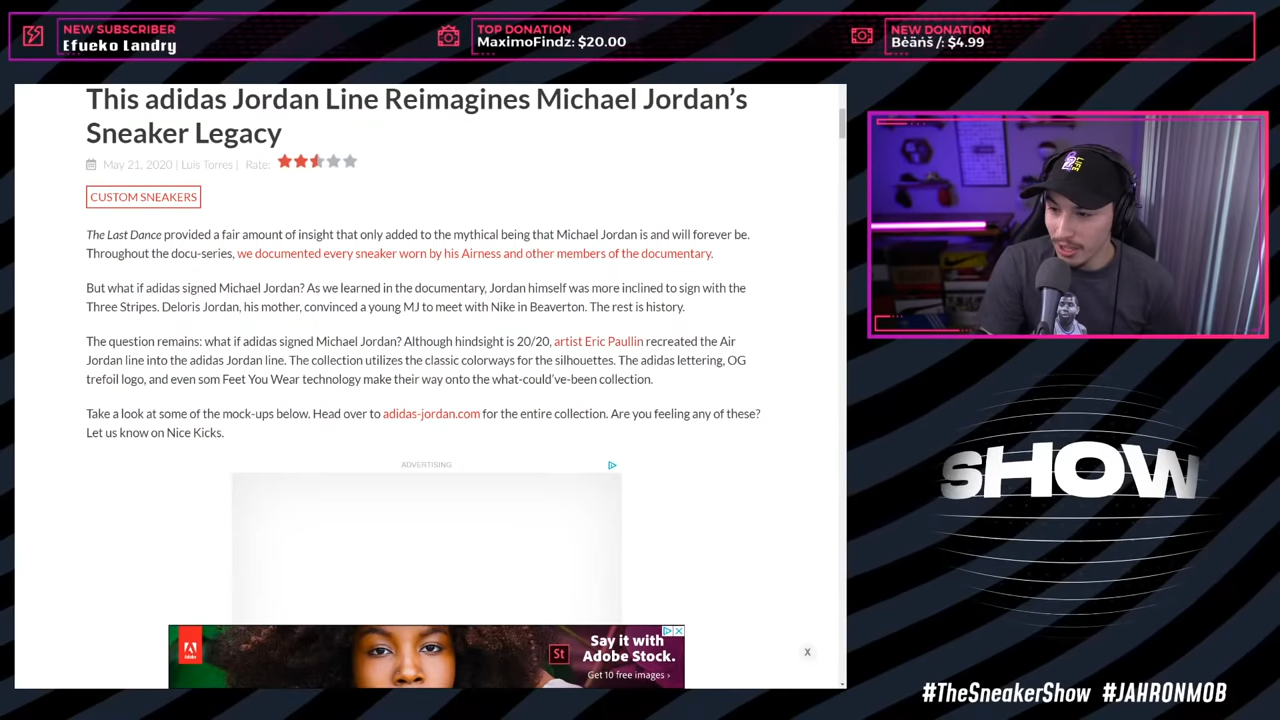 NEW SUBSCRIBER
Efueko Landry
TOP DONATION
MaximoFindz: $20.00
NEW DONATION
Bėäṅš /: $4.99
This adidas Jordan Line Reimagines Michael Jordan's
Sneaker Legacy
May 21, 2020 | Luis Torres | Rate:
CUSTOM SNEAKERS
The Last Dance provided a fair amount of insight that only added to the mythical being that Michael Jordan is and will forever be.
Throughout the docu-series, we documented every sneaker worn by his Airness and other members of the documentary.
But what if adidas signed Michael Jordan? As we learned in the documentary, Jordan himself was more inclined to sign with the
Three Stripes. Deloris Jordan, his mother, convinced a young MJ to meet with Nike in Beaverton. The rest is history.
The question remains: what if adidas signed Michael Jordan? Although hindsight is 20/20, artist Eric Paullin recreated the Air
Jordan line into the adidas Jordan line. The collection utilizes the classic colorways for the silhouettes. The adidas lettering, OG
trefoil logo, and even som Feet You Wear technology make their way onto the what-could've-been collection.
Take a look at some of the mock-ups below. Head over to adidas-jordan.com for the entire collection. Are you feeling any of these?
Let us know on Nice Kicks.
ADVERTISING
Adobe
St
Say it with
Adobe Stock.
Get 10 free images ›
X
SHOW
#TheSneakerShow #JAHRONMOB